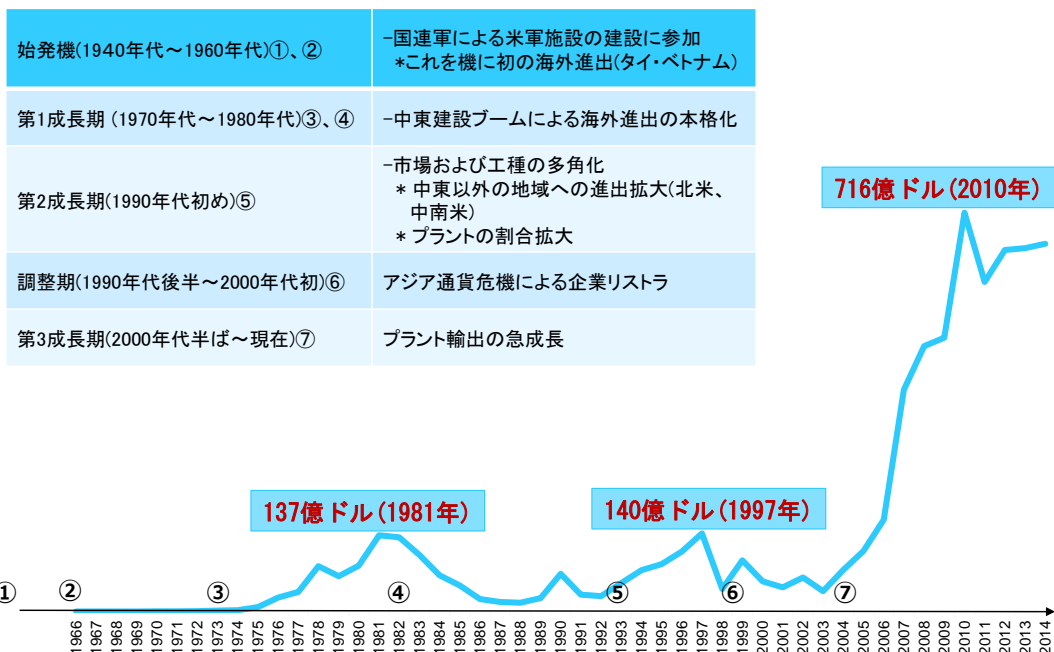 始発機(1940年代～1960年代)①、②
-国連軍による米軍施設の建設に参加
*これを機に初の海外進出(タイ・ベトナム)
第1成長期 (1970年代～1980年代)③、④
-中東建設ブームによる海外進出の本格化
第2成長期(1990年代初め)⑤
-市場および工種の多角化
* 中東以外の地域への進出拡大(北米、
中南米)
* プラントの割合拡大
調整期(1990年代後半～2000年代初)⑥
アジア通貨危機による企業リストラ
第3成長期(2000年代半ば～現在)⑦
プラント輸出の急成長
716億ドル(2010年)
137億ドル(1981年)
140億ドル(1997年)
① ② ③ ④ ⑤ ⑥ ⑦
1966 1967 1968 1969 1970 1971 1972 1973 1974 1975 1976 1977 1978 1979 1980 1981 1982 1983 1984 1985 1986 1987 1988 1989 1990 1991 1992 1993 1994 1995 1996 1997 1998 1999 2000 2001 2002 2003 2004 2005 2006 2007 2008 2009 2010 2011 2012 2013 2014